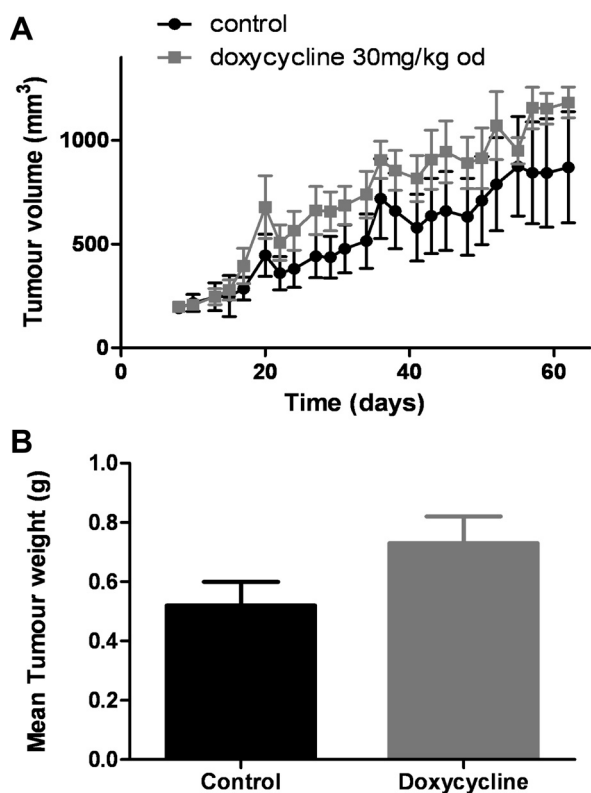 A
control
doxycycline 30mg/kg od
Tumour volume (mm³)
1000
500
0
0 20 40 60
Time (days)
B
Mean Tumour weight (g)
1.0
0.8
0.6
0.4
0.2
0.0
Control Doxycycline